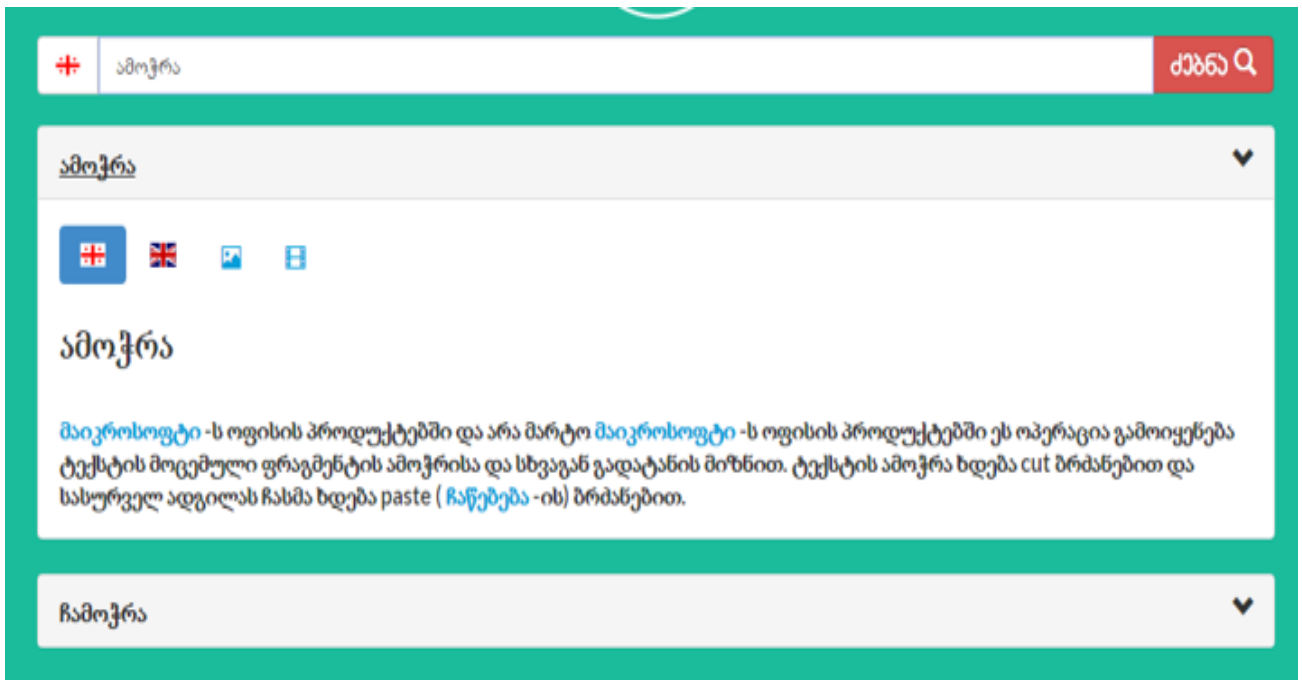 ამოჭრა
ძებნა
ამოჭრა
ამოჭრა
მაიკროსოფტი -ს ოფისის პროდუქტებში და არა მარტო მაიკროსოფტი -ს ოფისის პროდუქტებში ეს ოპერაცია გამოიყენება
ტექსტის მოცემული ფრაგმენტის ამოჭრისა და სხვაგან გადატანის მიზნით. ტექსტის ამოჭრა ხდება cut ბრძანებით და
სასურველ ადგილას ჩასმა ხდება paste ( ჩაწებება -ის) ბრძანებით.
ჩამოჭრა